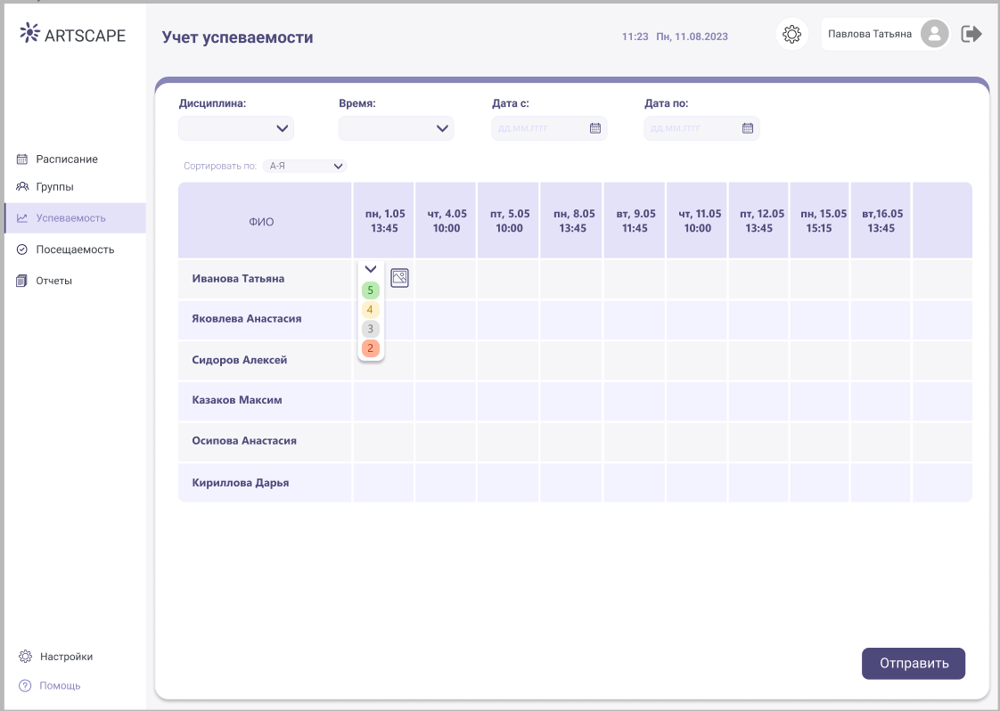 ARTSCAPE
Учет успеваемости
11:23 Пн, 11.08.2023
Павлова Татьяна
Расписание
Группы
Успеваемость
Посещаемость
Отчеты
Настройки
Помощь
Дисциплина: Время: Дата с: Дата по:
дд.мм.гггг дд.мм.гггг
Сортировать по: А-Я
ФИО
пн, 1.05 чт, 4.05 пт, 5.05 пн, 8.05 вт, 9.05 чт, 11.05 пт, 12.05 пн, 15.05 вт,16.05
13:45 10:00 10:00 13:45 11:45 10:00 13:45 15:15 13:45
Иванова Татьяна
5
4
3
2
Яковлева Анастасия
Сидоров Алексей
Казаков Максим
Осипова Анастасия
Кириллова Дарья
Отправить